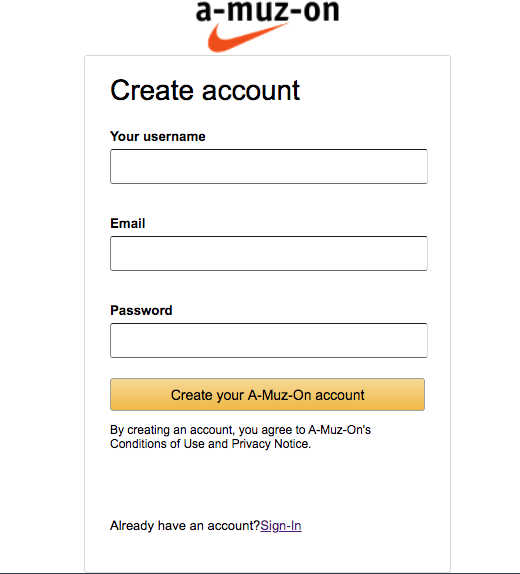 a-muz-on
Create account
Your username
Email
Password
Create your A-Muz-On account
By creating an account, you agree to A-Muz-On's
Conditions of Use and Privacy Notice.
Already have an account?Sign-In